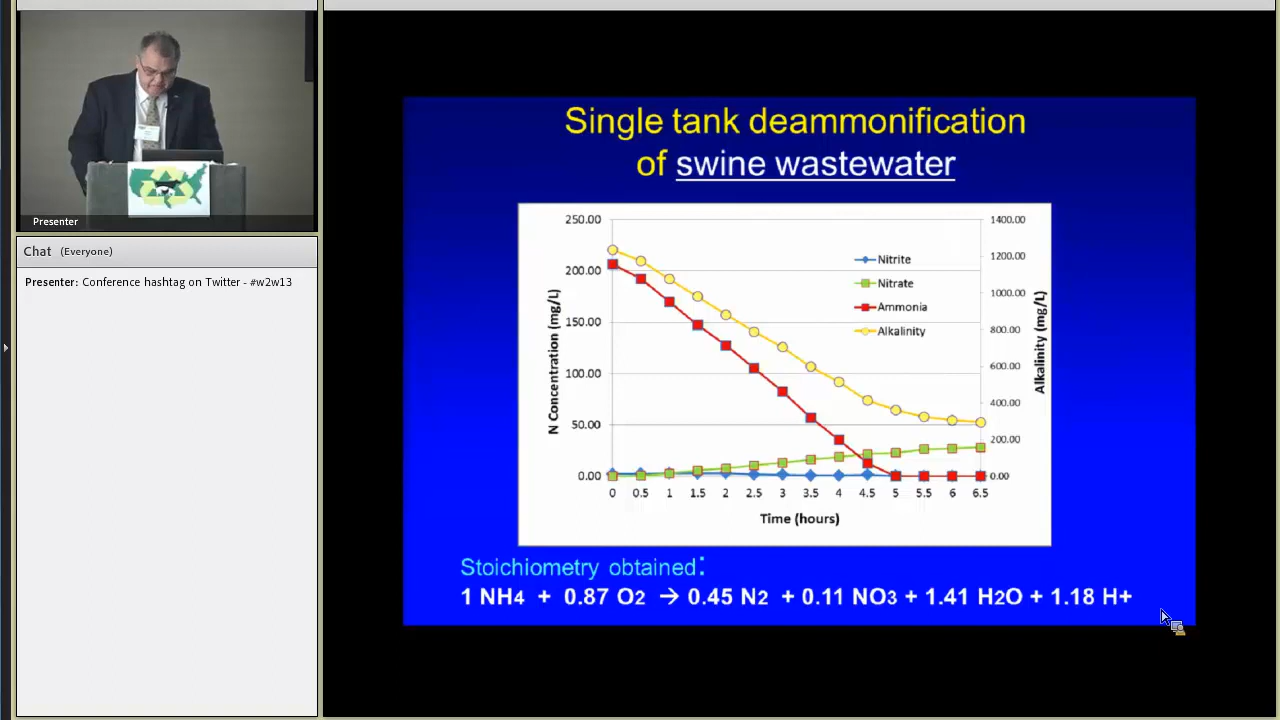 Presenter
Chat (Everyone)
Presenter: Conference hashtag on Twitter - #w2w13
Single tank deammonification
of swine wastewater
250.00
200.00
150.00
100.00
50.00
0.00
N Concentration (mg/L)
1400.00
1200.00
1000.00
800.00
600.00
400.00
200.00
0.00
Alkalinity (mg/L)
Nitrite
Nitrate
Ammonia
Alkalinity
0 0.5 1 1.5 2 2.5 3 3.5 4 4.5 5 5.5 6 6.5
Time (hours)
Stoichiometry obtained:
1 NH4 + 0.87 O2 → 0.45 N2 + 0.11 NO3 + 1.41 H2O + 1.18 H+